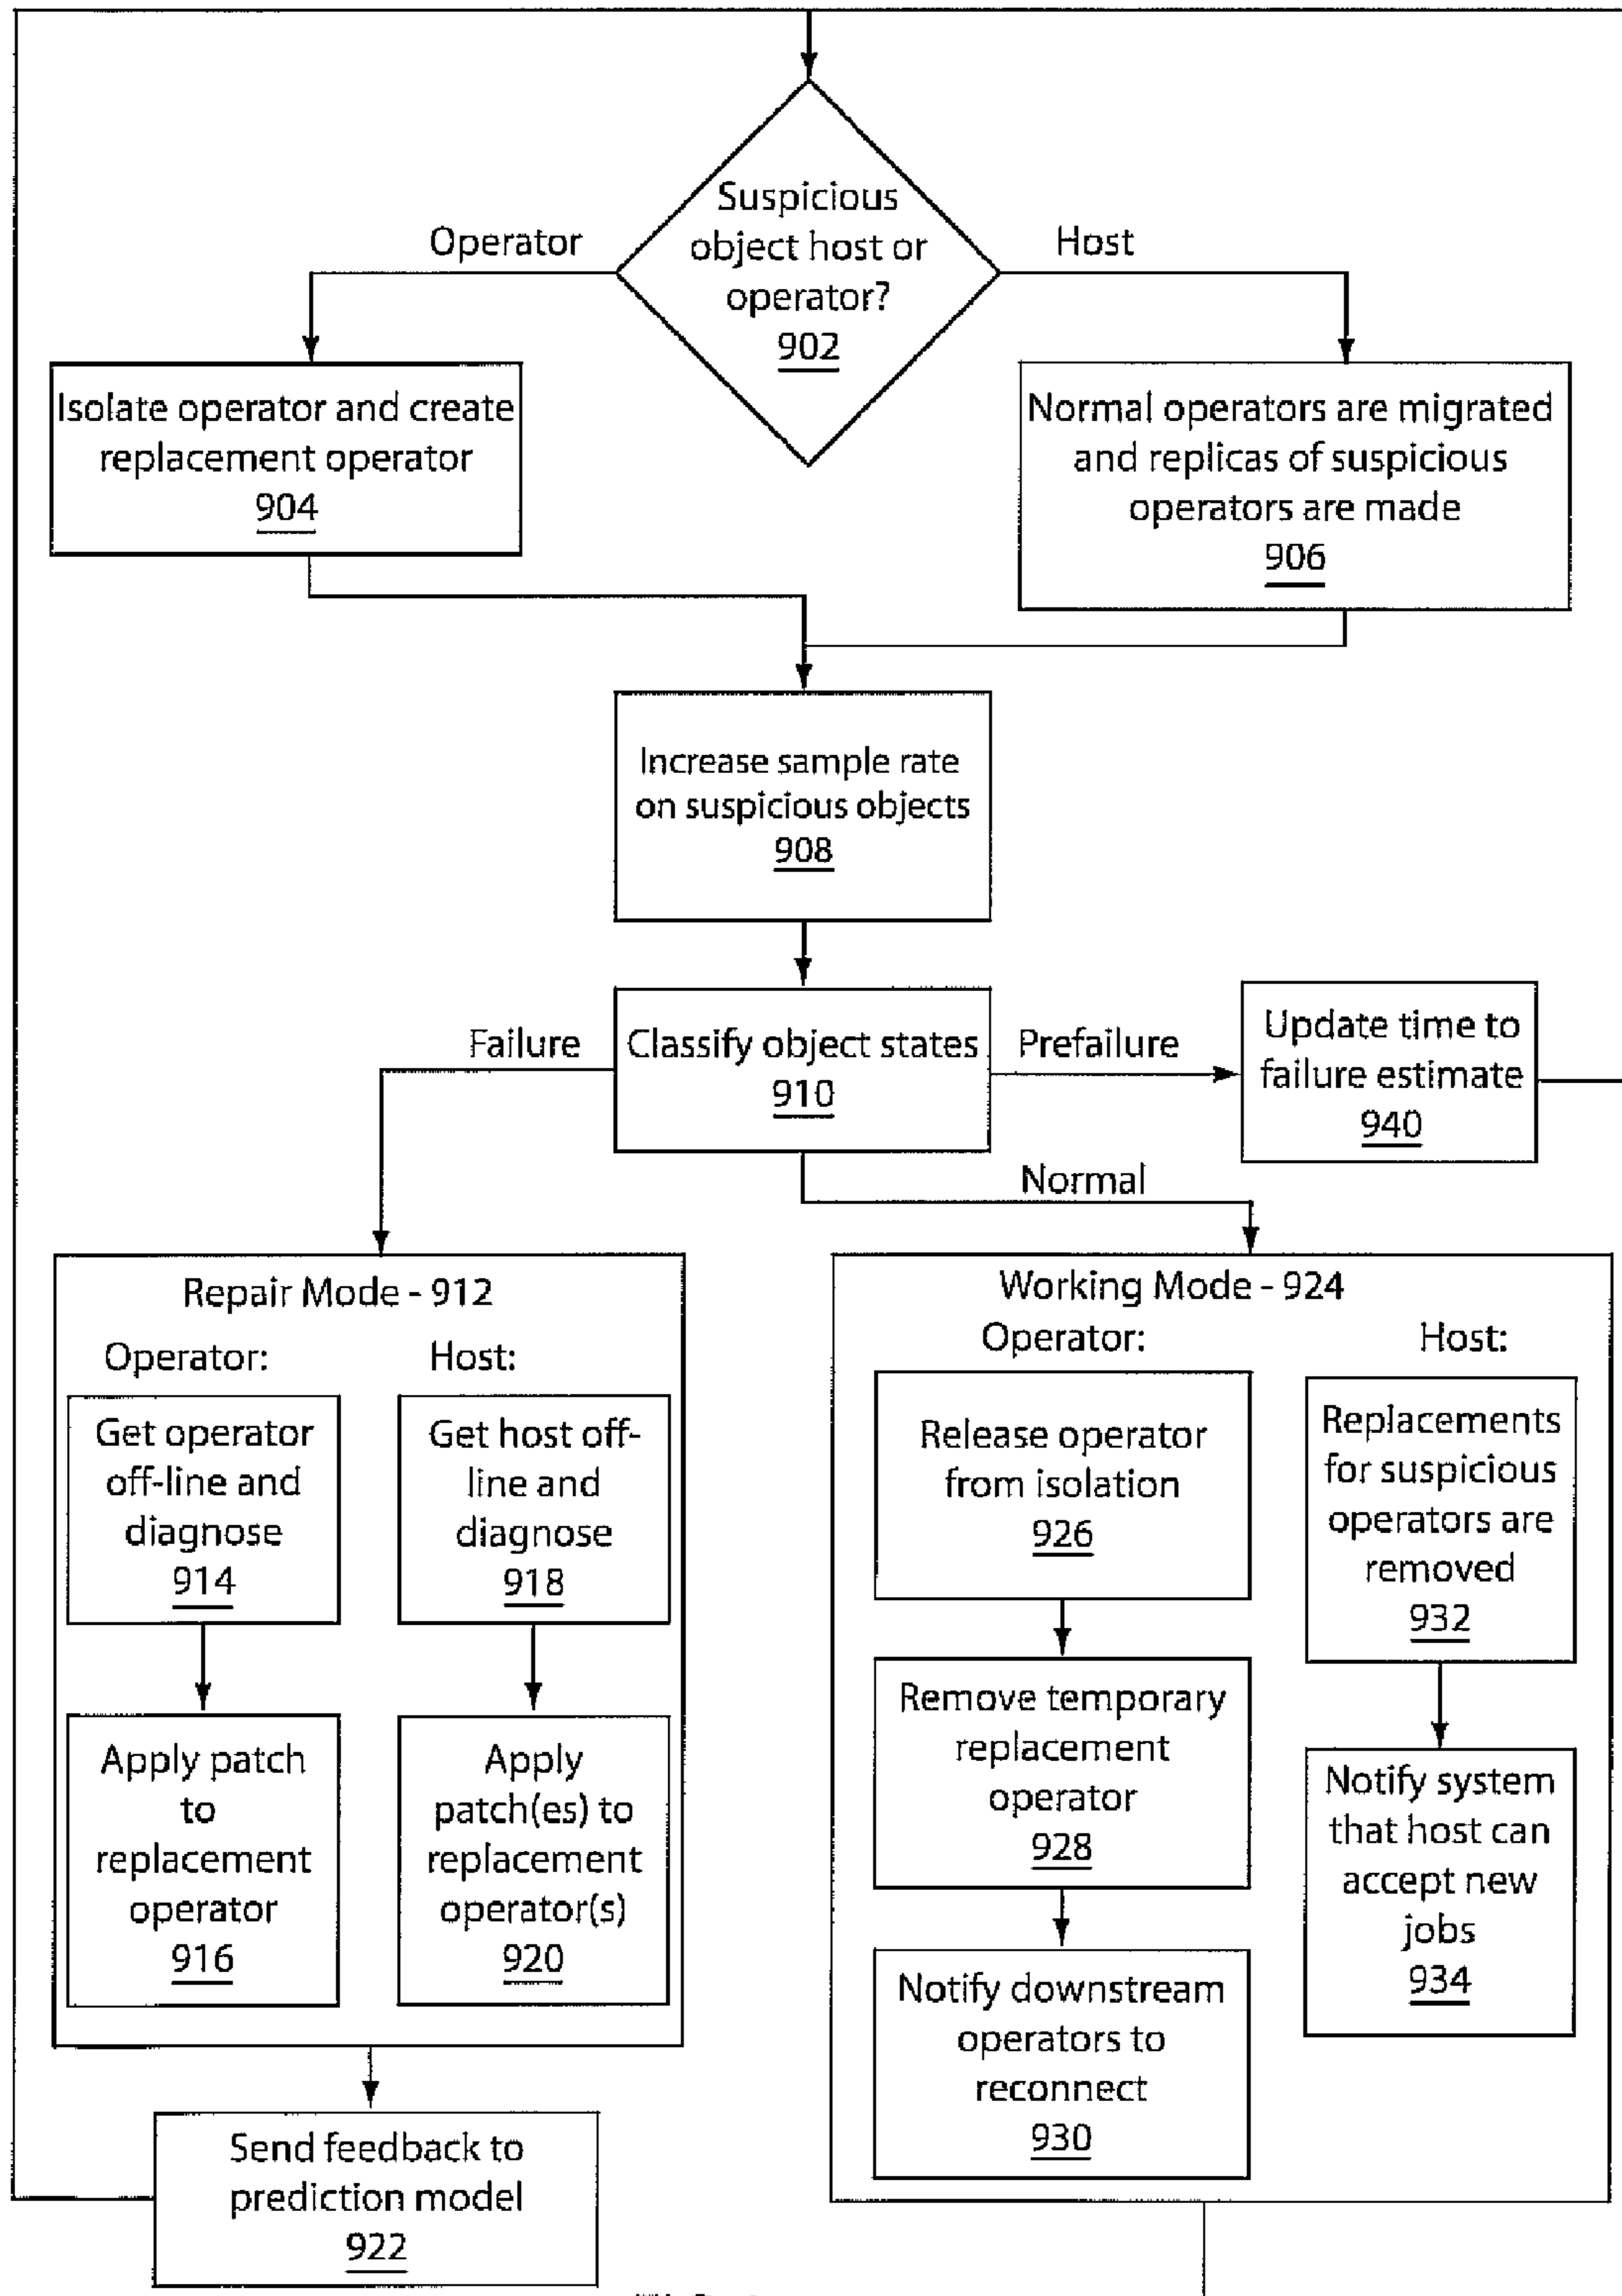 Suspicious
object host or
operator?
902
Operator
Host
Isolate operator and create
replacement operator
904
Normal operators are migrated
and replicas of suspicious
operators are made
906
Increase sample rate
on suspicious objects
908
Failure
Classify object states
910
Prefailure
Update time to
failure estimate
940
Normal
Repair Mode - 912
Operator:
Host:
Get operator
off-line and
diagnose
914
Get host off-
line and
diagnose
918
Apply patch
to
replacement
operator
916
Apply
patch(es) to
replacement
operator(s)
920
Send feedback to
prediction model
922
Working Mode - 924
Operator:
Host:
Release operator
from isolation
926
Remove temporary
replacement
operator
928
Notify downstream
operators to
reconnect
930
Replacements
for suspicious
operators are
removed
932
Notify system
that host can
accept new
jobs
934